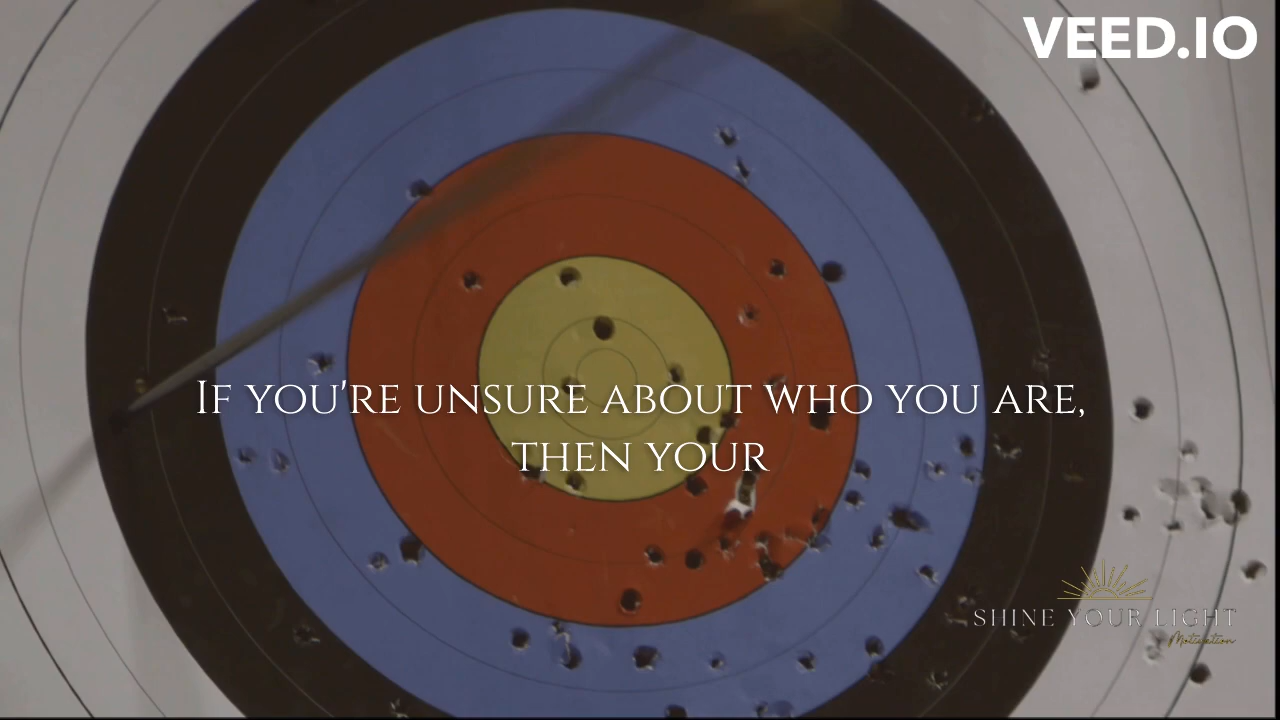 VEED.IO
If you're unsure about who you are,
then your
SHINE YOUR LIGHT
Motivation